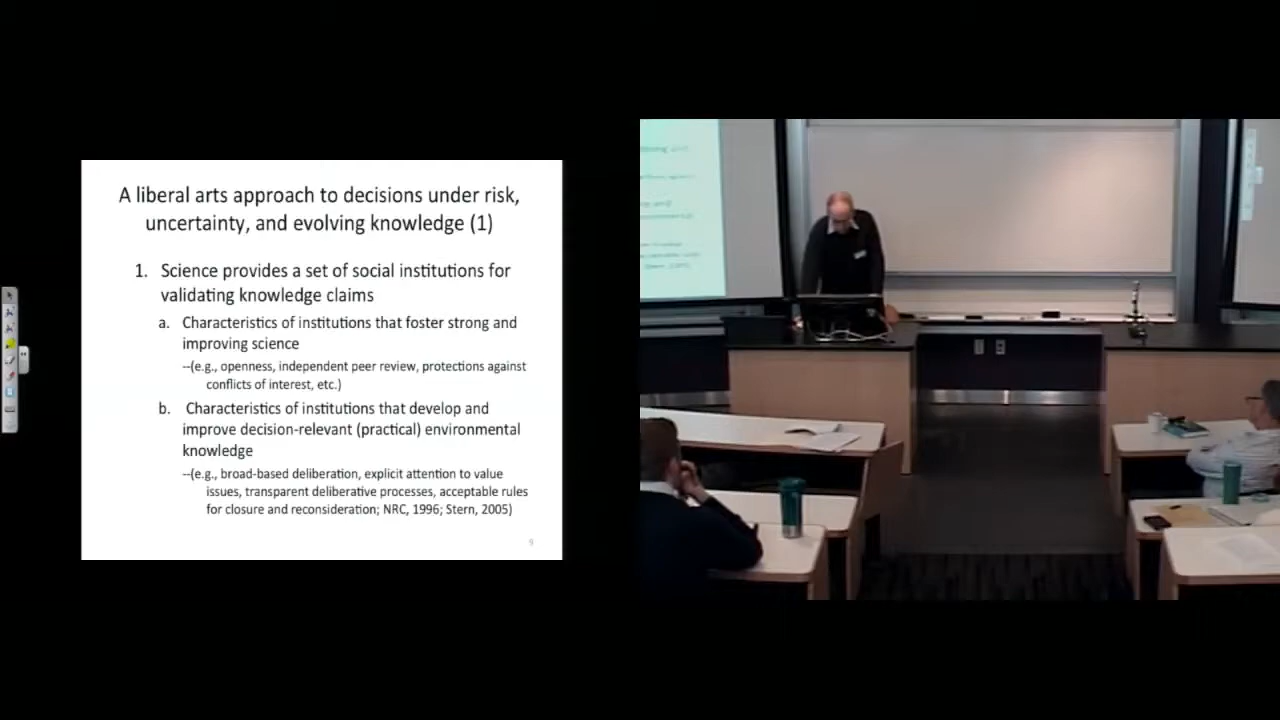 A liberal arts approach to decisions under risk,
uncertainty, and evolving knowledge (1)
1. Science provides a set of social institutions for
validating knowledge claims
a. Characteristics of institutions that foster strong and
improving science
--(e.g., openness, independent peer review, protections against
conflicts of interest, etc.)
b. Characteristics of institutions that develop and
improve decision-relevant (practical) environmental
knowledge
--(e.g., broad-based deliberation, explicit attention to value
issues, transparent deliberative processes, acceptable rules
for closure and reconsideration; NRC, 1996; Stern, 2005)
9